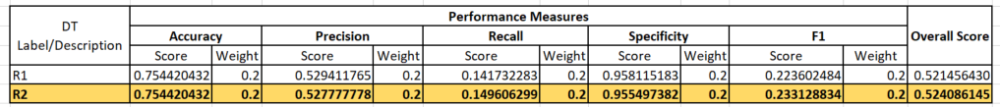 DT Label/Description Performance Measures Overall Score
Accuracy Precision Recall Specificity F1
Score Weight Score Weight Score Weight Score Weight Score Weight
R1 0.754420432 0.2 0.529411765 0.2 0.141732283 0.2 0.958115183 0.2 0.223602484 0.2 0.521456430
R2 0.754420432 0.2 0.527777778 0.2 0.149606299 0.2 0.955497382 0.2 0.233128834 0.2 0.524086145